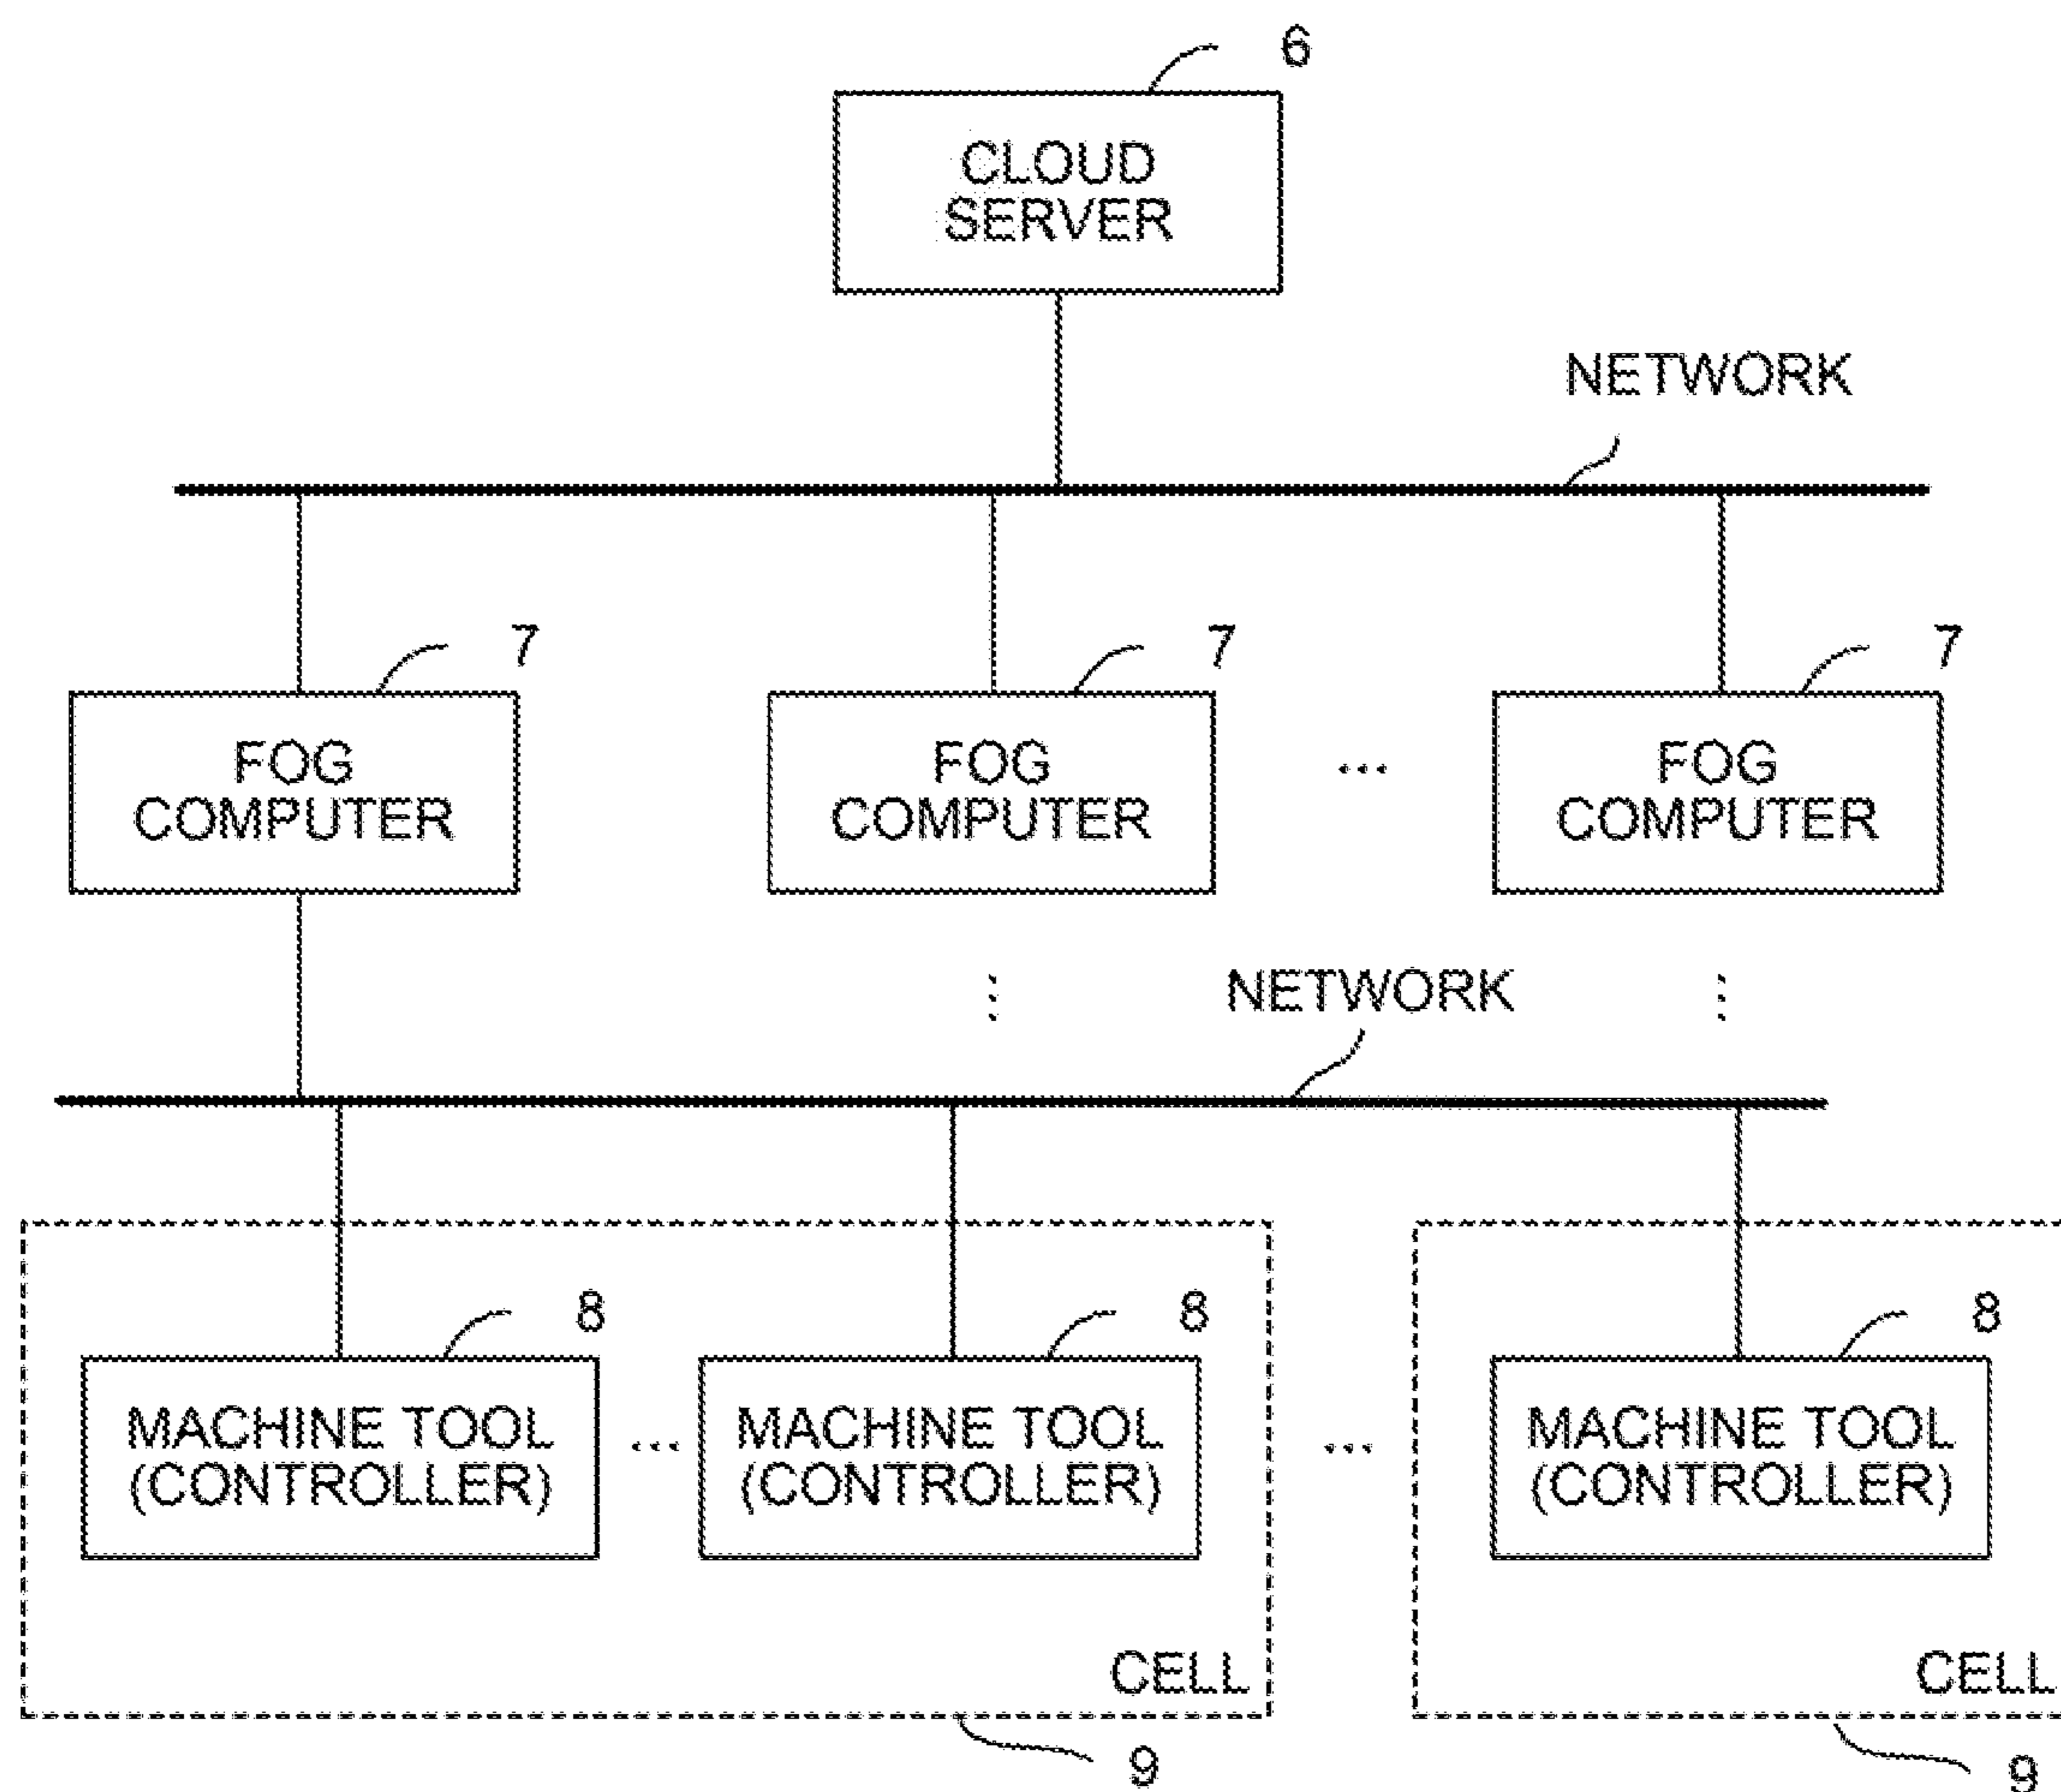 6
CLOUD
SERVER
NETWORK
7
7
7
FOG
COMPUTER
FOG
COMPUTER
...
FOG
COMPUTER
NETWORK
8
8
8
MACHINE TOOL
(CONTROLLER)
...
MACHINE TOOL
(CONTROLLER)
...
MACHINE TOOL
(CONTROLLER)
CELL
CELL
9
9